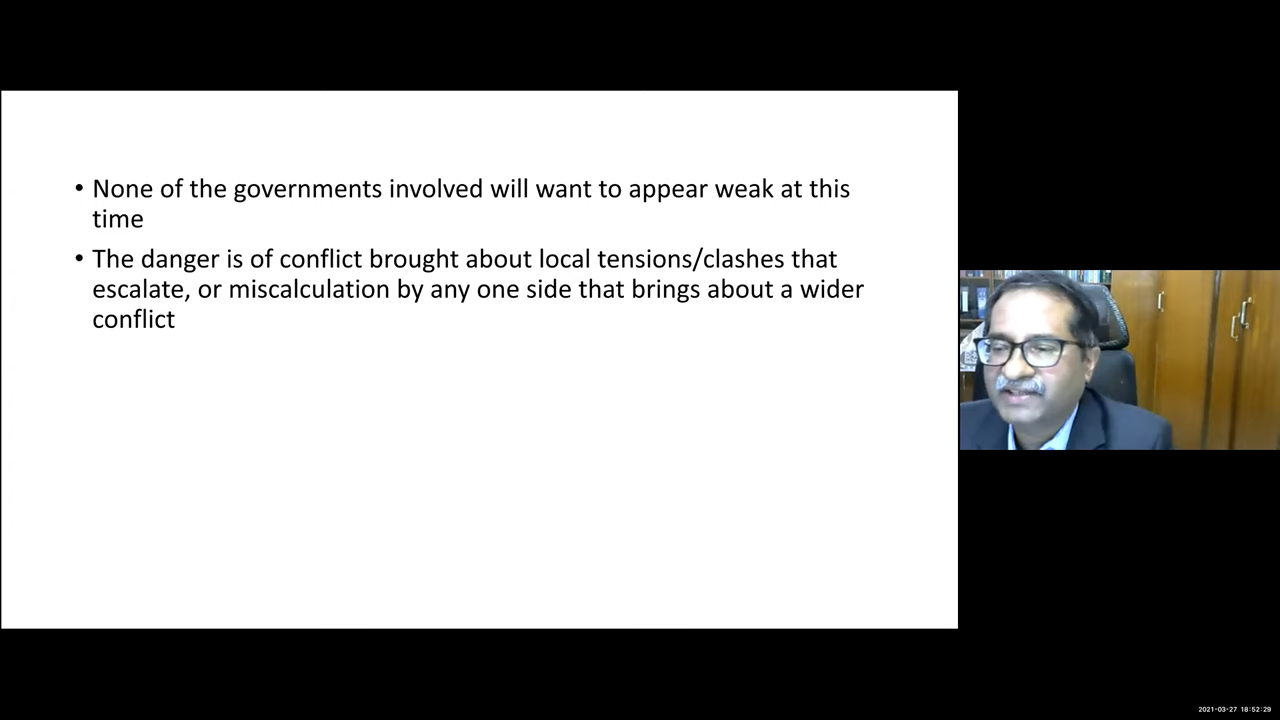 • None of the governments involved will want to appear weak at this
time
• The danger is of conflict brought about local tensions/clashes that
escalate, or miscalculation by any one side that brings about a wider
conflict
2021-03-27 18:52:29